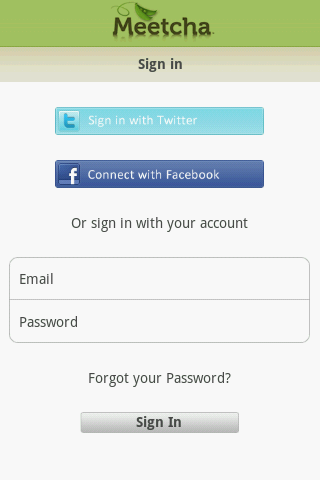 Meetcha
Sign in
Sign in with Twitter
Connect with Facebook
Or sign in with your account
Email
Password
Forgot your Password?
Sign In